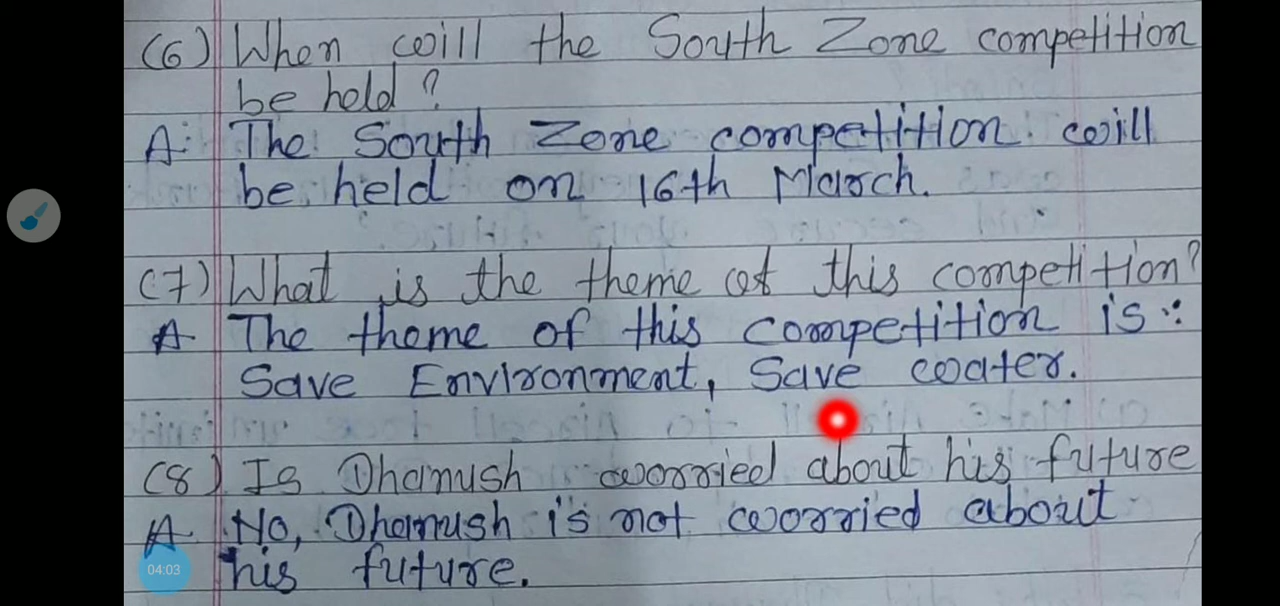 (6) When will the South Zone competition
be held?
A: The South Zone competition will
be held on 16th March.
(7) What is the theme of this competition?
A The theme of this competition is:
Save Environment, Save water.
(8) Is Dhanush worried about his future
A. No, Dhanush is not worried about
his future.
04:03